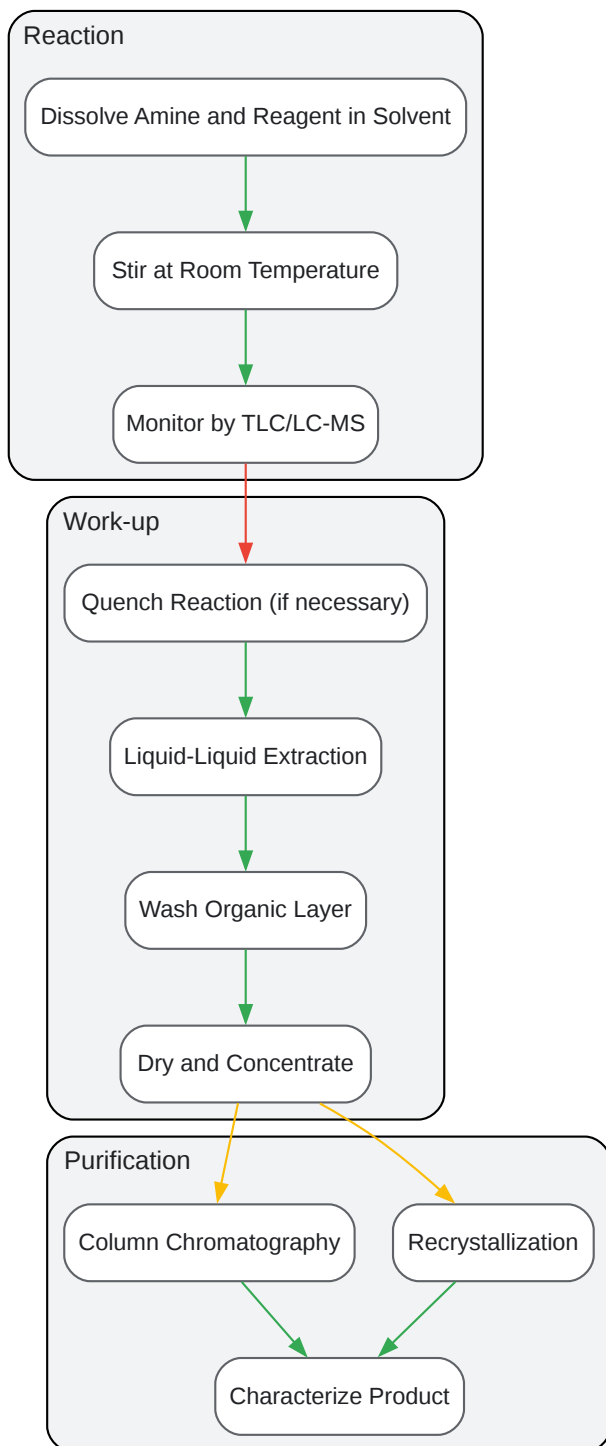 Reaction
Dissolve Amine and Reagent in Solvent
Stir at Room Temperature
Monitor by TLC/LC-MS
Work-up
Quench Reaction (if necessary)
Liquid-Liquid Extraction
Wash Organic Layer
Dry and Concentrate
Purification
Column Chromatography
Recrystallization
Characterize Product